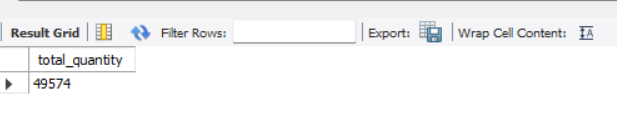 Result Grid Filter Rows: Export: Wrap Cell Content:
total_quantity
49574